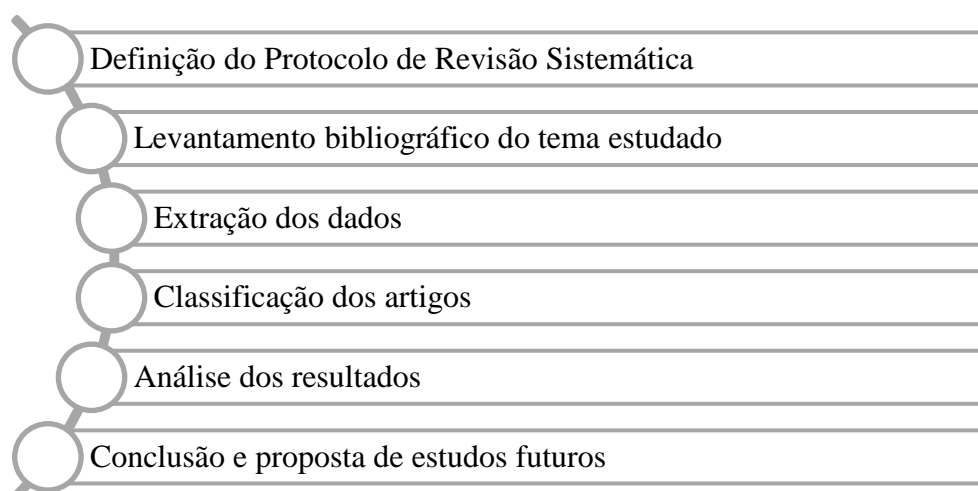 Definição do Protocolo de Revisão Sistemática
Levantamento bibliográfico do tema estudado
Extração dos dados
Classificação dos artigos
Análise dos resultados
Conclusão e proposta de estudos futuros